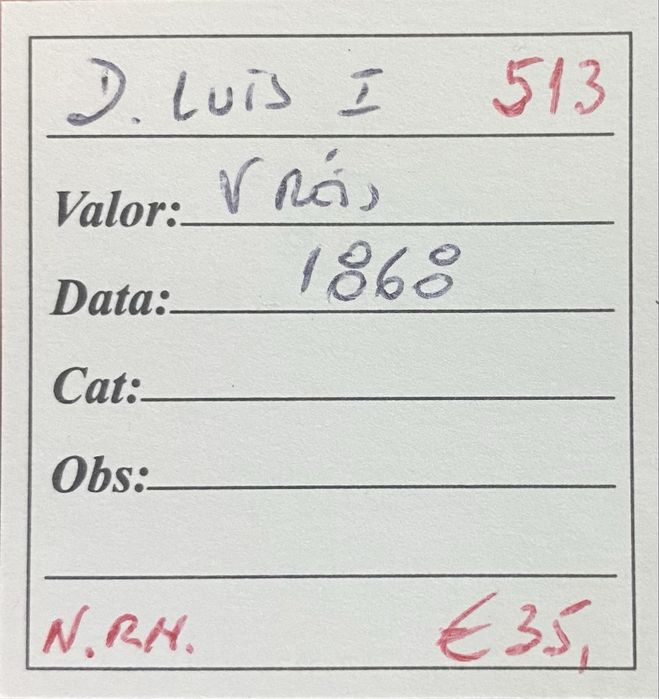 D. LUIS I 513
Valor: V Réis
Data: 1868
Cat:
Obs:
N.RH. €35,